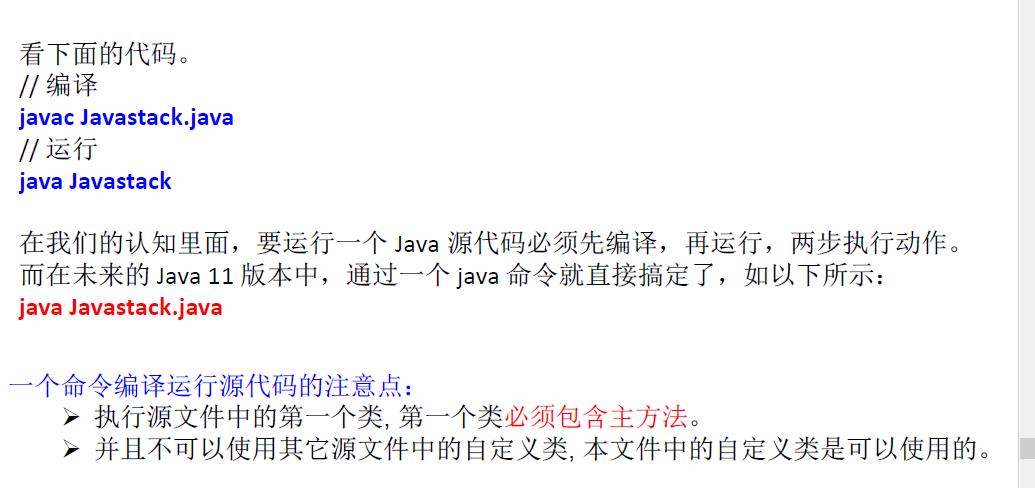 看下面的代码。
// 编译
javac Javastack.java
// 运行
java Javastack
在我们的认知里面，要运行一个 Java 源代码必须先编译，再运行，两步执行动作。
而在未来的 Java 11 版本中，通过一个 java 命令就直接搞定了，如以下所示：
java Javastack.java
一个命令编译运行源代码的注意点：
➢ 执行源文件中的第一个类, 第一个类必须包含主方法。
➢ 并且不可以使用其它源文件中的自定义类, 本文件中的自定义类是可以使用的。